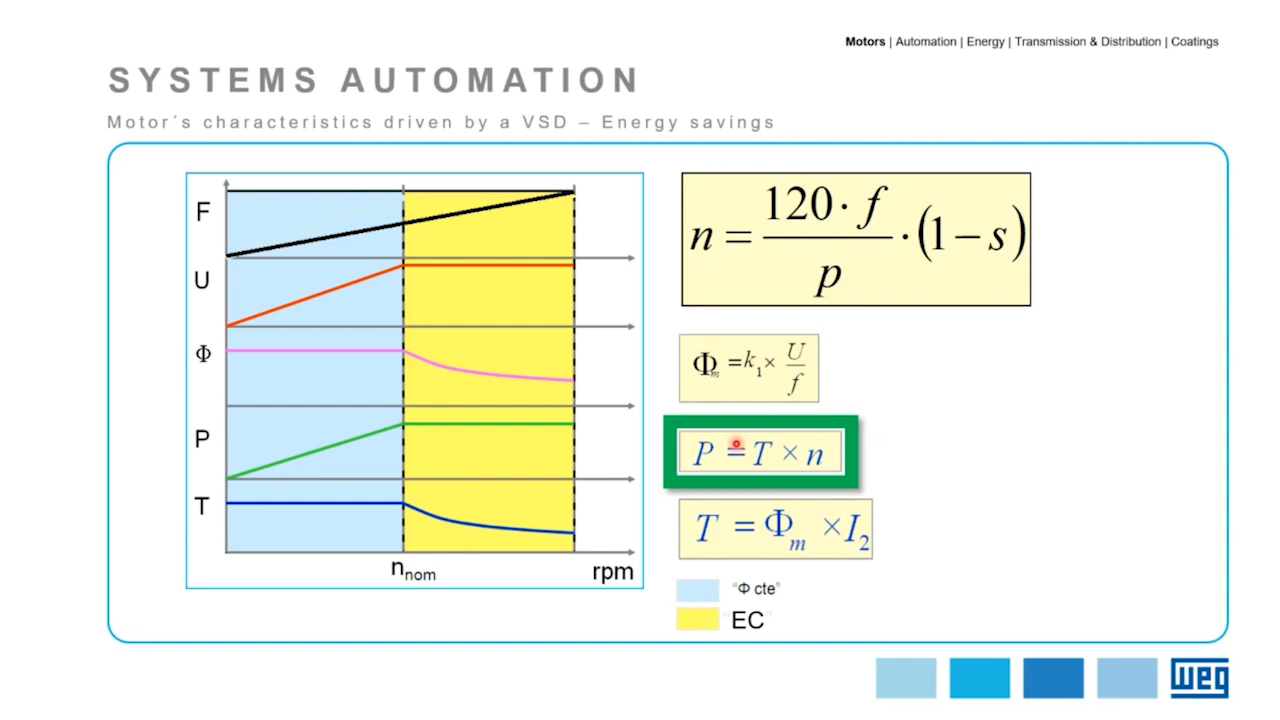 Motors | Automation | Energy | Transmission & Distribution | Coatings
SYSTEMS AUTOMATION
Motor´s characteristics driven by a VSD – Energy savings
F
U
Φ
P
T
n_nom
rpm
n = 120 · f / p · (1 − s)
Φ_m = k_1 × U / f
P = T × n
T = Φ_m × I_2
"Φ cte"
"EC"
WEG